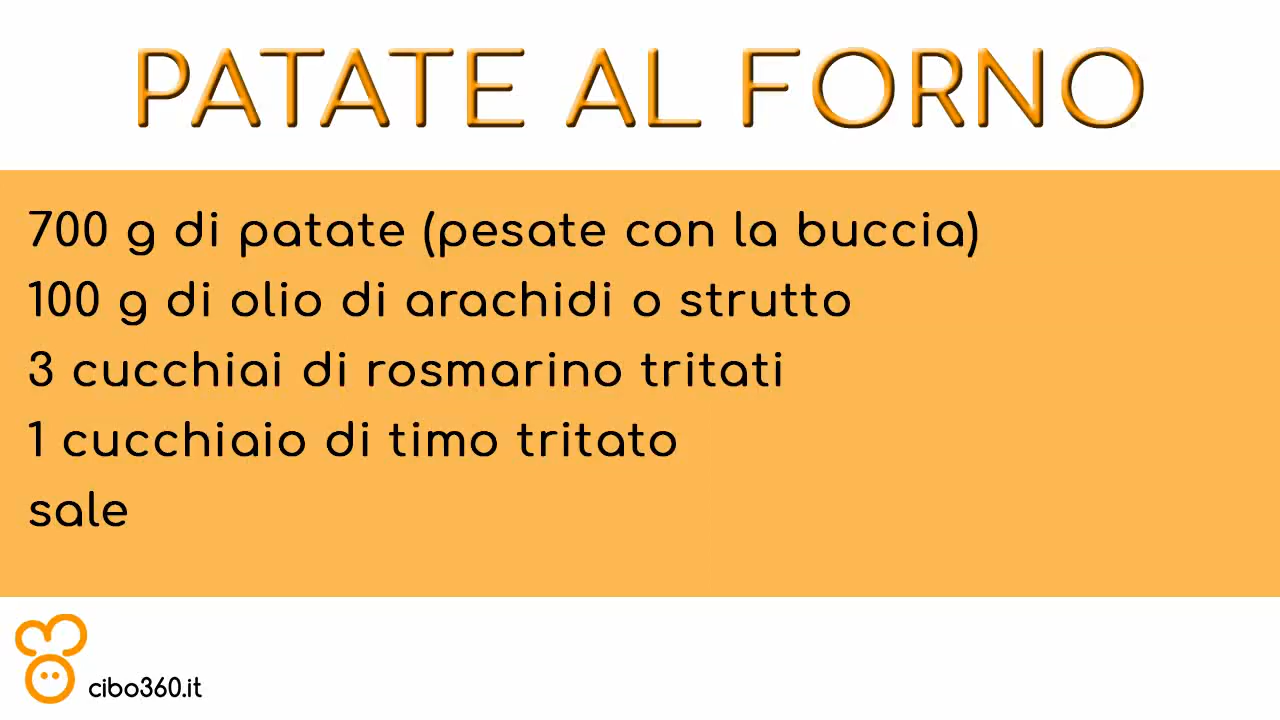 PATATE AL FORNO
700 g di patate (pesate con la buccia)
100 g di olio di arachidi o strutto
3 cucchiai di rosmarino tritati
1 cucchiaio di timo tritato
sale
cibo360.it